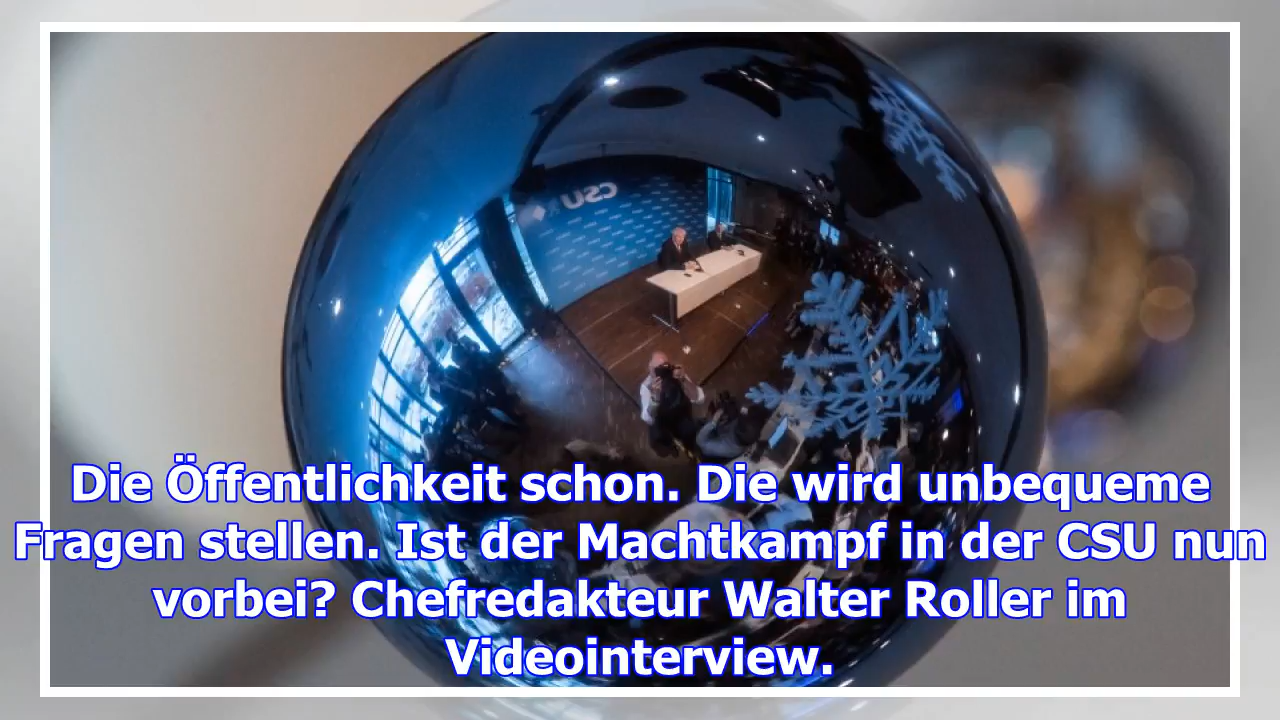 CSU
Die Öffentlichkeit schon. Die wird unbequeme
Fragen stellen. Ist der Machtkampf in der CSU nun
vorbei? Chefredakteur Walter Roller im
Videointerview.